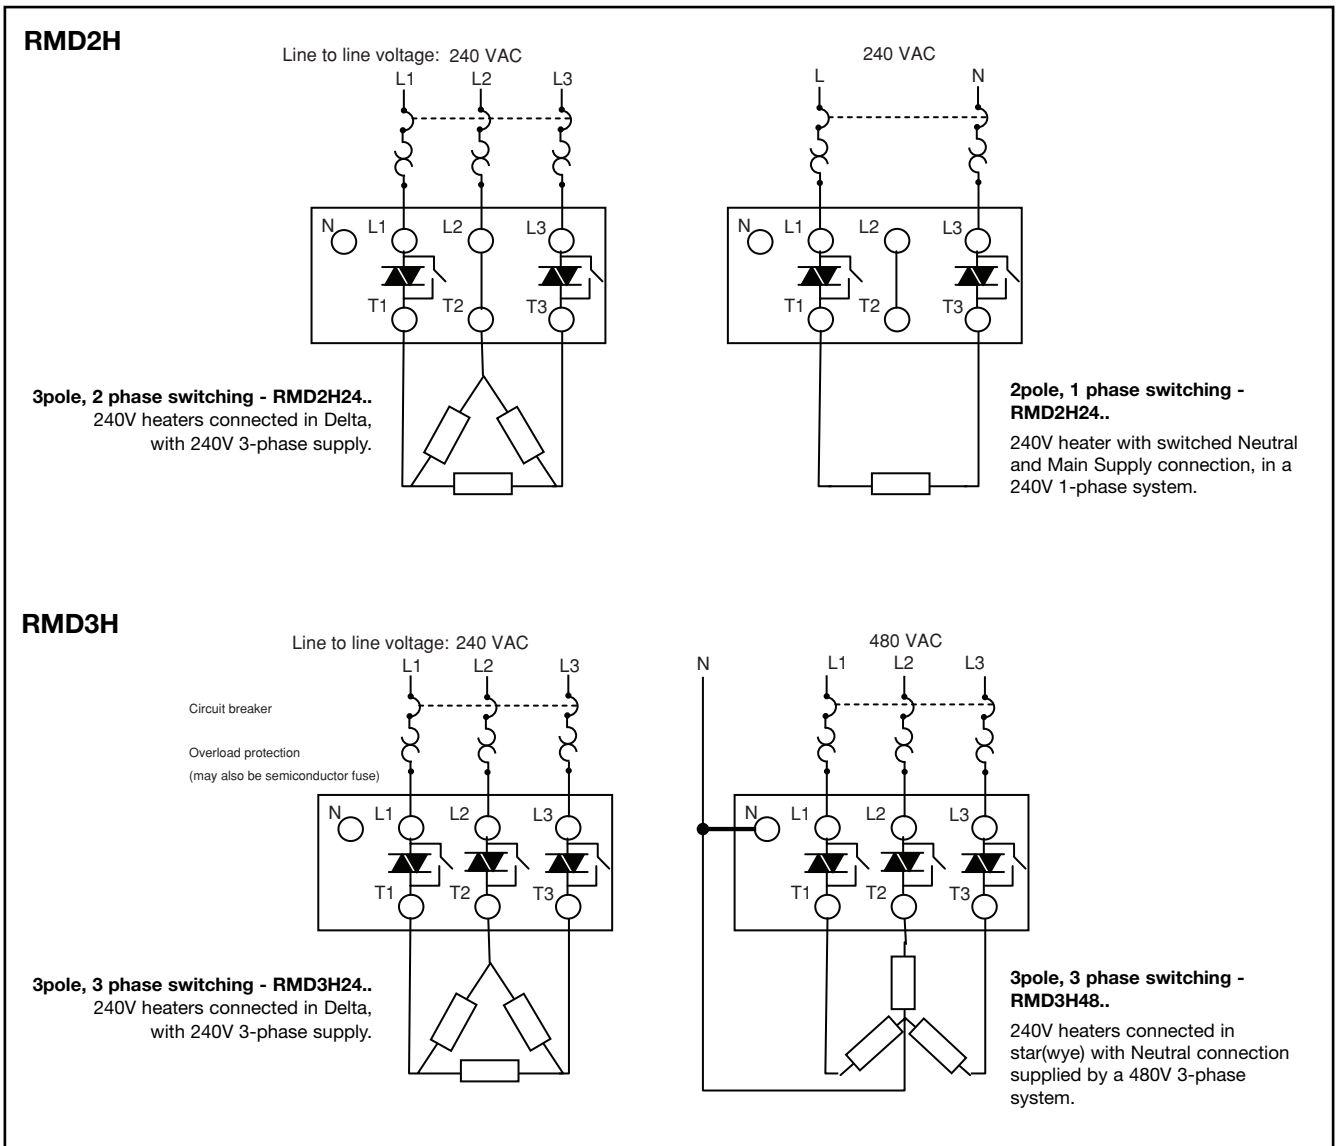 RMD2H
Line to line voltage: 240 VAC
L1 L2 L3
N L1 L2 L3
T1 T2 T3
3pole, 2 phase switching - RMD2H24..
240V heaters connected in Delta,
with 240V 3-phase supply.
240 VAC
L N
N L1 L2 L3
T1 T2 T3
2pole, 1 phase switching -
RMD2H24..
240V heater with switched Neutral
and Main Supply connection, in a
240V 1-phase system.
RMD3H
Line to line voltage: 240 VAC
L1 L2 L3
Circuit breaker
Overload protection
(may also be semiconductor fuse)
N L1 L2 L3
T1 T2 T3
3pole, 3 phase switching - RMD3H24..
240V heaters connected in Delta,
with 240V 3-phase supply.
480 VAC
N L1 L2 L3
N L1 L2 L3
T1 T2 T3
3pole, 3 phase switching -
RMD3H48..
240V heaters connected in
star(wye) with Neutral connection
supplied by a 480V 3-phase
system.